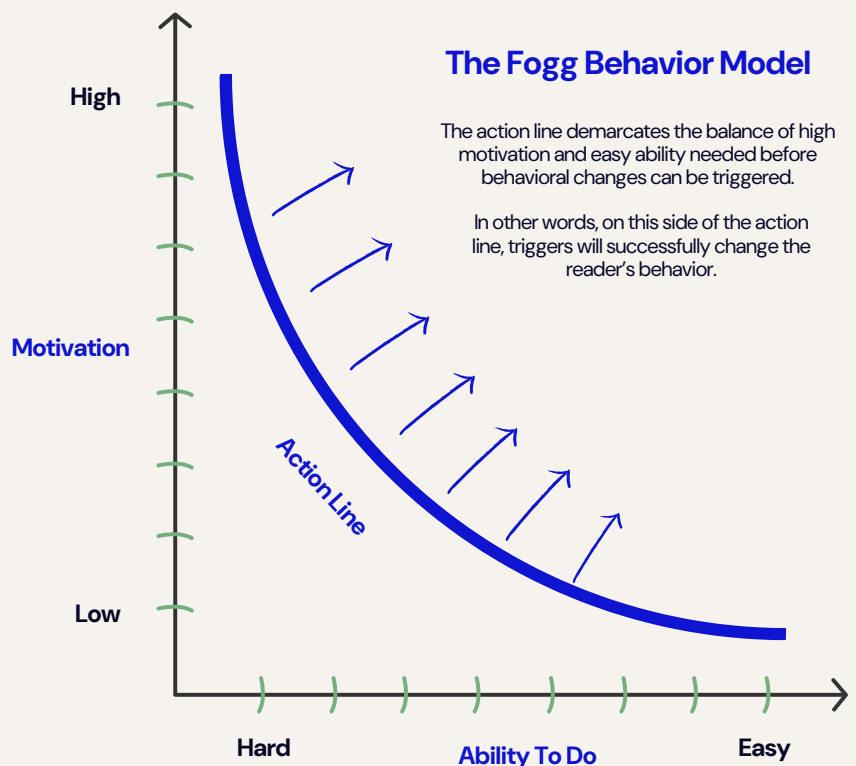 The Fogg Behavior Model
High
The action line demarcates the balance of high
motivation and easy ability needed before
behavioral changes can be triggered.
In other words, on this side of the action
line, triggers will successfully change the
reader’s behavior.
Motivation
Action Line
Low
Hard
Ability To Do
Easy